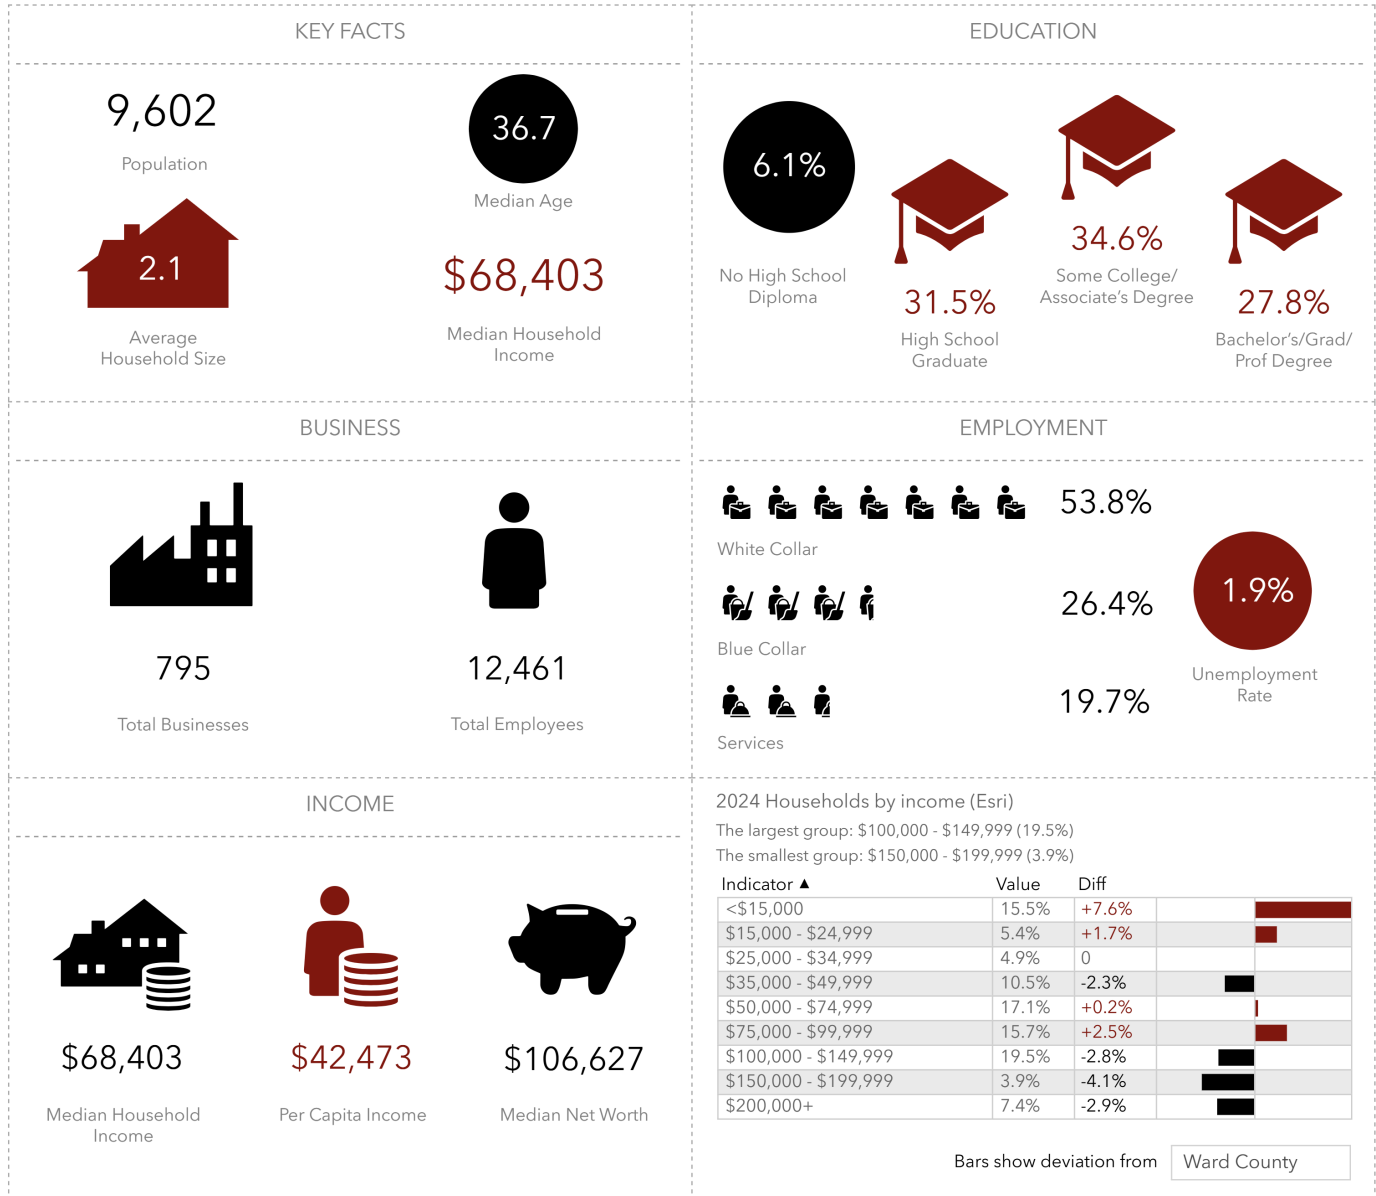 KEY FACTS
9,602
Population
36.7
Median Age
2.1
Average
Household Size
$68,403
Median Household
Income
EDUCATION
6.1%
No High School
Diploma
31.5%
High School
Graduate
34.6%
Some College/
Associate's Degree
27.8%
Bachelor's/Grad/
Prof Degree
BUSINESS
795
Total Businesses
12,461
Total Employees
EMPLOYMENT
53.8%
White Collar
26.4%
Blue Collar
19.7%
Services
1.9%
Unemployment
Rate
INCOME
$68,403
Median Household
Income
$42,473
Per Capita Income
$106,627
Median Net Worth
2024 Households by income (Esri)
The largest group: $100,000 - $149,999 (19.5%)
The smallest group: $150,000 - $199,999 (3.9%)
Indicator ▲ Value Diff
<$15,000 15.5% +7.6%
$15,000 - $24,999 5.4% +1.7%
$25,000 - $34,999 4.9% 0
$35,000 - $49,999 10.5% -2.3%
$50,000 - $74,999 17.1% +0.2%
$75,000 - $99,999 15.7% +2.5%
$100,000 - $149,999 19.5% -2.8%
$150,000 - $199,999 3.9% -4.1%
$200,000+ 7.4% -2.9%
Bars show deviation from Ward County